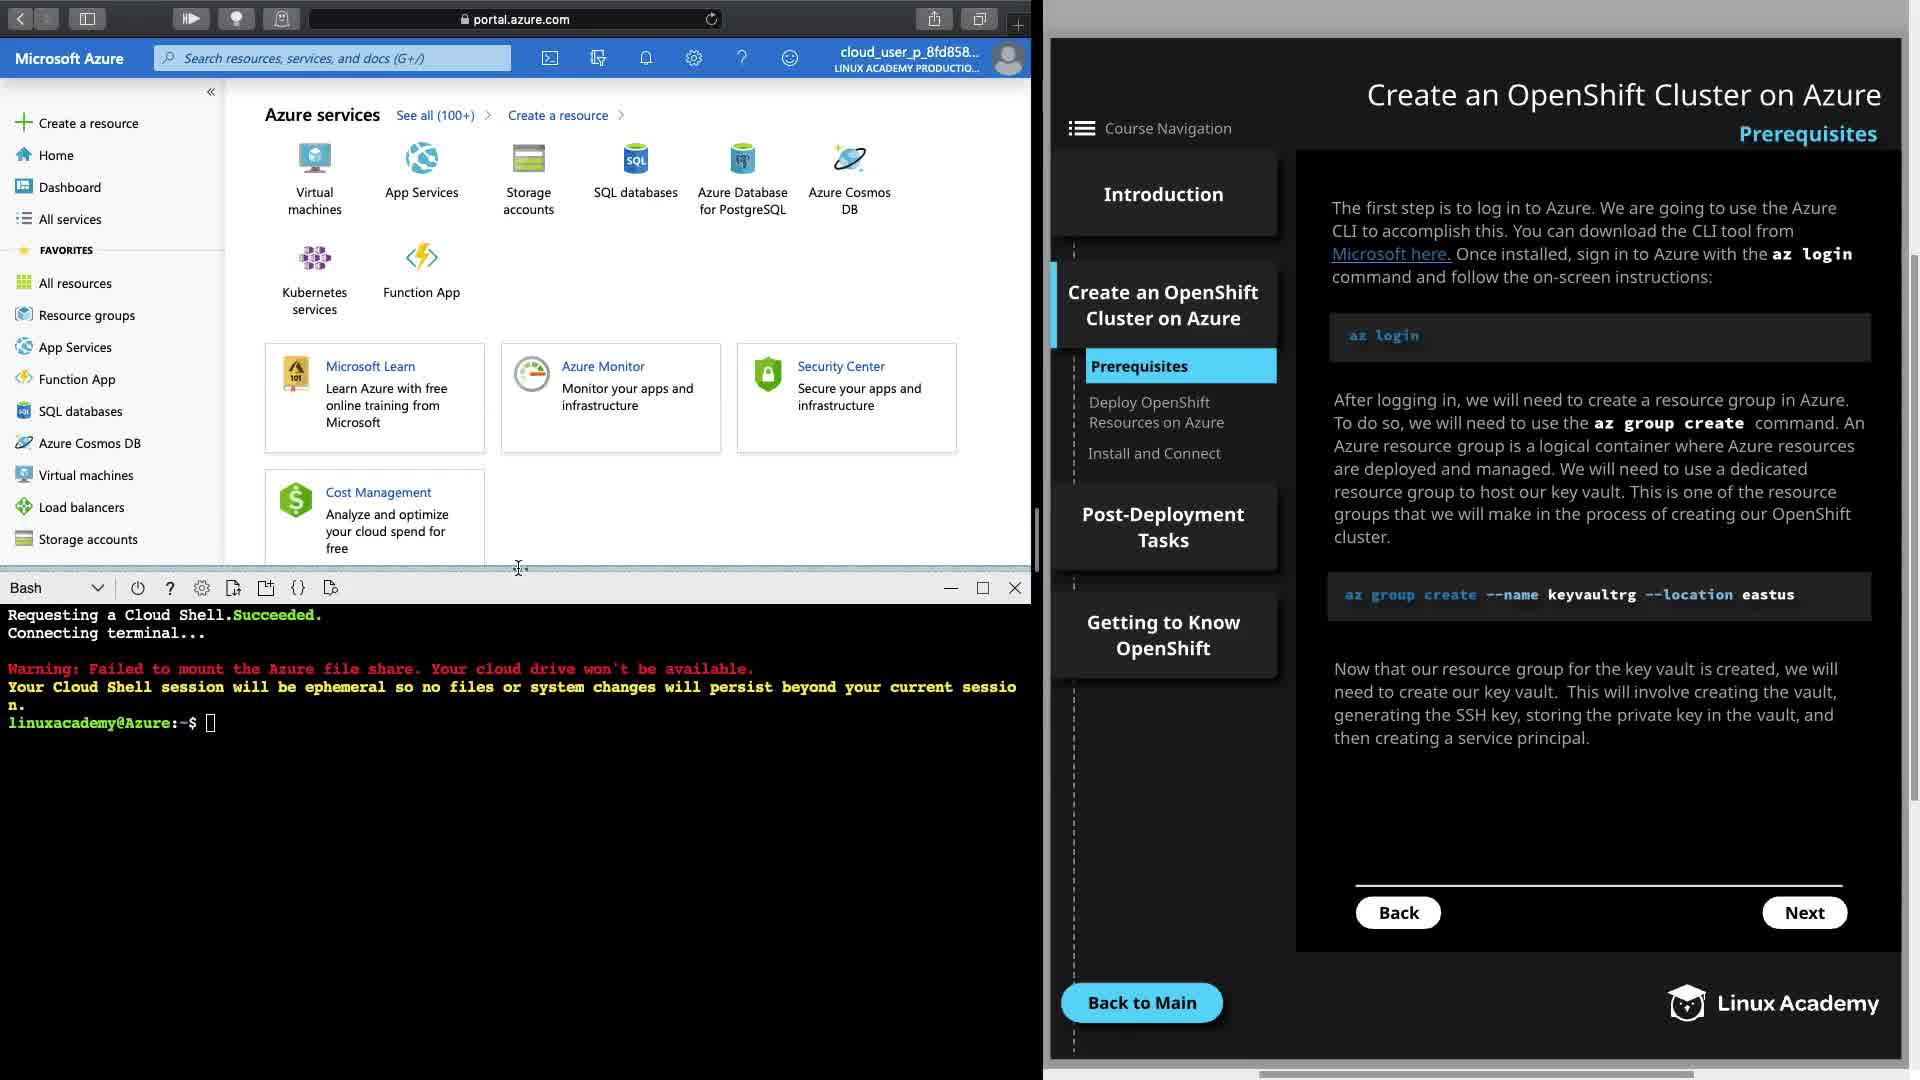 portal.azure.com
Microsoft Azure
Search resources, services, and docs (G+/)
cloud_user_p_8fd858...
LINUX ACADEMY PRODUCTIO...
Create a resource
Home
Dashboard
All services
FAVORITES
All resources
Resource groups
App Services
Function App
SQL databases
Azure Cosmos DB
Virtual machines
Load balancers
Storage accounts
Azure services
See all (100+)
Create a resource
Virtual
machines
App Services
Storage
accounts
SQL
SQL databases
Azure Database
for PostgreSQL
Azure Cosmos
DB
Kubernetes
services
Function App
Microsoft Learn
Learn Azure with free
online training from
Microsoft
Azure Monitor
Monitor your apps and
infrastructure
Security Center
Secure your apps and
infrastructure
Cost Management
Analyze and optimize
your cloud spend for
free
Bash
Requesting a Cloud Shell.Succeeded.
Connecting terminal...
Warning: Failed to mount the Azure file share. Your cloud drive won't be available.
Your Cloud Shell session will be ephemeral so no files or system changes will persist beyond your current sessio
n.
linuxacademy@Azure:~$
Create an OpenShift Cluster on Azure
Prerequisites
Course Navigation
Introduction
Create an OpenShift
Cluster on Azure
Prerequisites
Deploy OpenShift
Resources on Azure
Install and Connect
Post-Deployment
Tasks
Getting to Know
OpenShift
Back to Main
The first step is to log in to Azure. We are going to use the Azure
CLI to accomplish this. You can download the CLI tool from
Microsoft here. Once installed, sign in to Azure with the az login
command and follow the on-screen instructions:
az login
After logging in, we will need to create a resource group in Azure.
To do so, we will need to use the az group create command. An
Azure resource group is a logical container where Azure resources
are deployed and managed. We will need to use a dedicated
resource group to host our key vault. This is one of the resource
groups that we will make in the process of creating our OpenShift
cluster.
az group create --name keyvaultrg --location eastus
Now that our resource group for the key vault is created, we will
need to create our key vault. This will involve creating the vault,
generating the SSH key, storing the private key in the vault, and
then creating a service principal.
Back
Next
Linux Academy